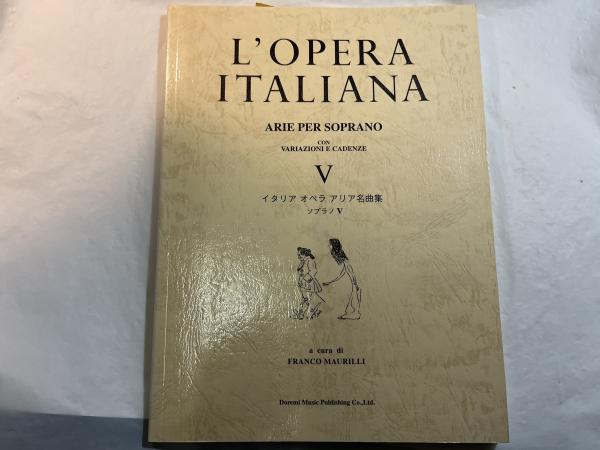 L'OPERA
ITALIANA
ARIE PER SOPRANO
CON
VARIAZIONI E CADENZE
V
イタリア オペラ アリア名曲集
ソプラノ V
a cura di
FRANCO MAURILLI
Doremi Music Publishing Co.,Ltd.